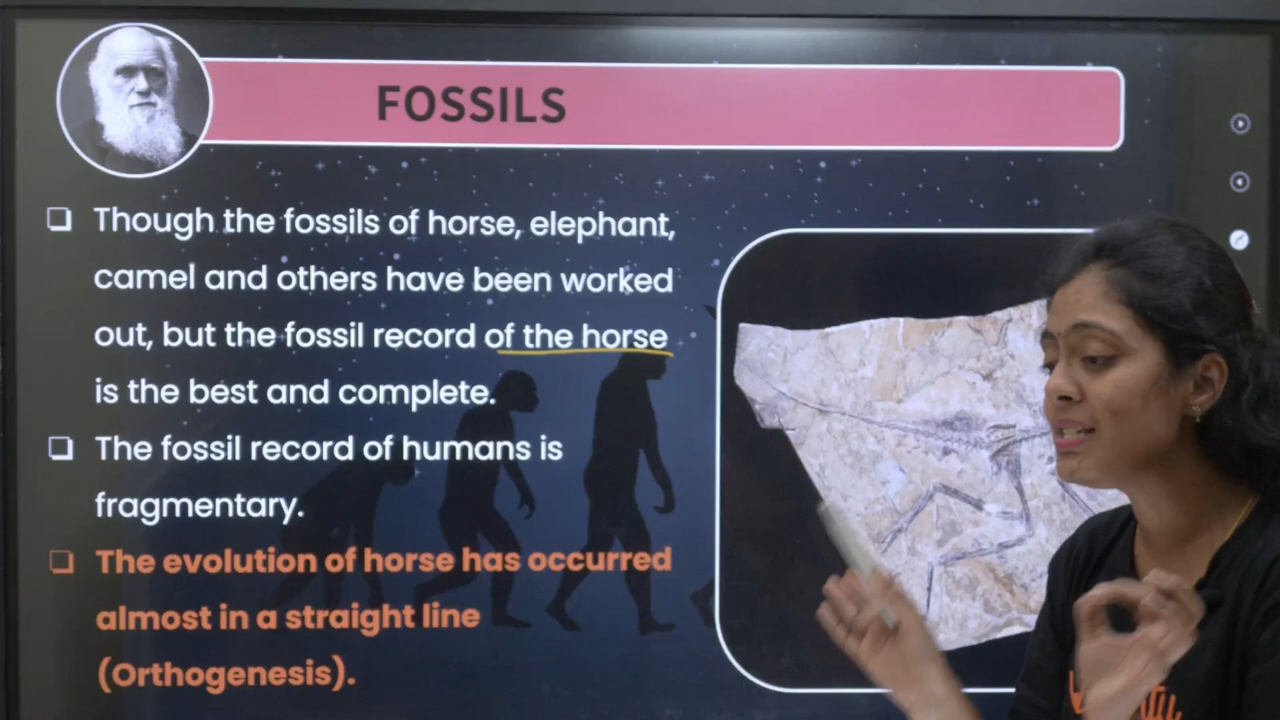 FOSSILS
❑ Though the fossils of horse, elephant,
camel and others have been worked
out, but the fossil record of the horse
is the best and complete.
❑ The fossil record of humans is
fragmentary.
❑ The evolution of horse has occurred
almost in a straight line
(Orthogenesis).